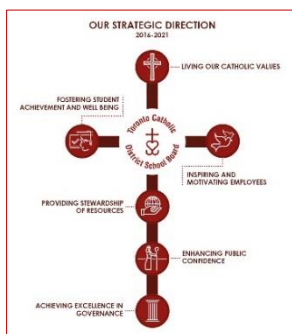 OUR STRATEGIC DIRECTION
2016-2021
LIVING OUR CATHOLIC VALUES
FOSTERING STUDENT
ACHIEVEMENT AND WELL BEING
Toronto Catholic
District School Board
INSPIRING AND
MOTIVATING EMPLOYEES
PROVIDING STEWARDSHIP
OF RESOURCES
ENHANCING PUBLIC
CONFIDENCE
ACHIEVING EXCELLENCE IN
GOVERNANCE